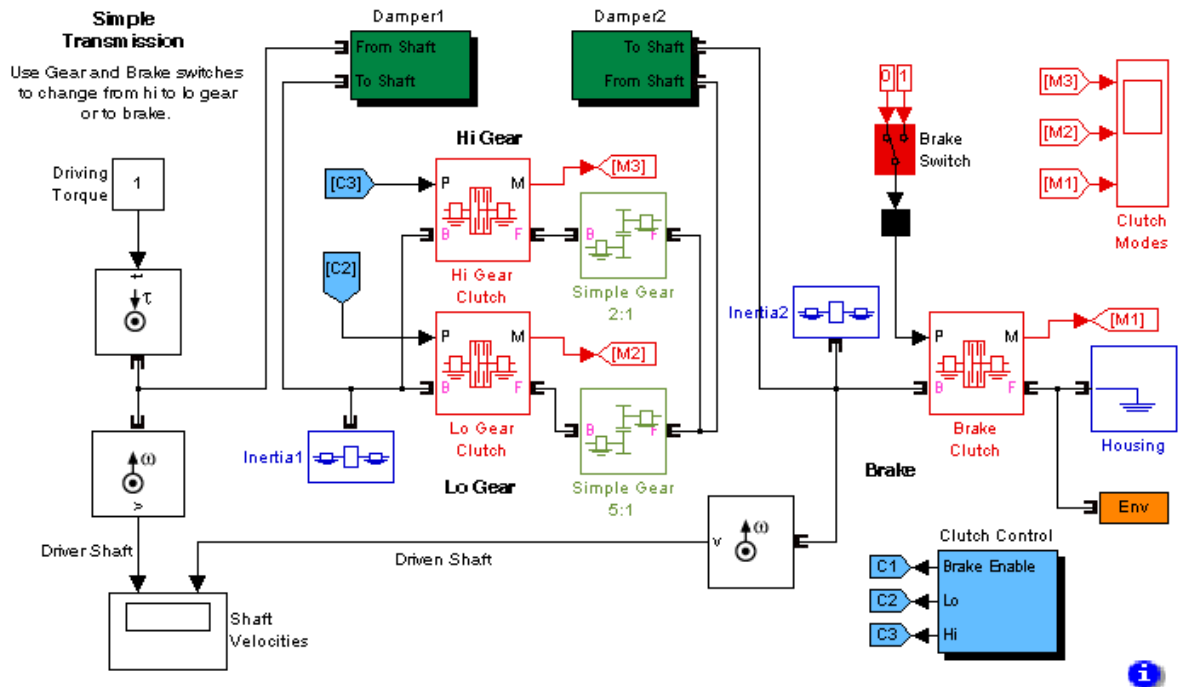 Simple
Transmission
Use Gear and Brake switches
to change from hi to lo gear
or to brake.
Damper1
From Shaft
To Shaft
Damper2
To Shaft
From Shaft
Driving
Torque
1
t
τ
ω
v
Driver Shaft
Shaft
Velocities
Hi Gear
[C3]
P
M
B
F
Hi Gear
Clutch
[M3]
B
F
Simple Gear
2:1
[C2]
P
M
B
F
Lo Gear
Clutch
[M2]
B
F
Simple Gear
5:1
Lo Gear
Inertia1
Inertia2
0
1
Brake
Switch
[M3]
[M2]
[M1]
Clutch
Modes
P
M
B
F
Brake
Clutch
[M1]
Housing
Brake
Env
v
ω
Driven Shaft
Clutch Control
C1
Brake Enable
C2
Lo
C3
Hi
i